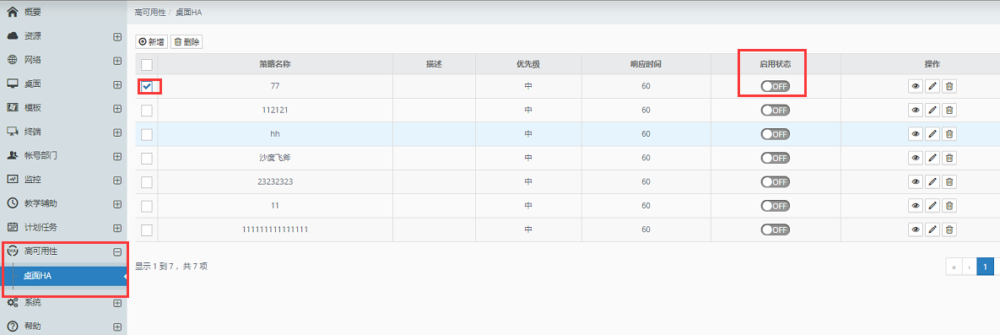 概要
资源
网络
桌面
模板
终端
帐号部门
监控
教学辅助
计划任务
高可用性
桌面HA
系统
帮助
高可用性 / 桌面HA
新增 删除
策略名称 描述 优先级 响应时间 启用状态 操作
77 中 60 OFF
112121 中 60 OFF
hh 中 60 OFF
沙度飞斧 中 60 OFF
23232323 中 60 OFF
11 中 60 OFF
111111111111111 中 60 OFF
显示 1 到 7，共 7 项
« ‹ 1